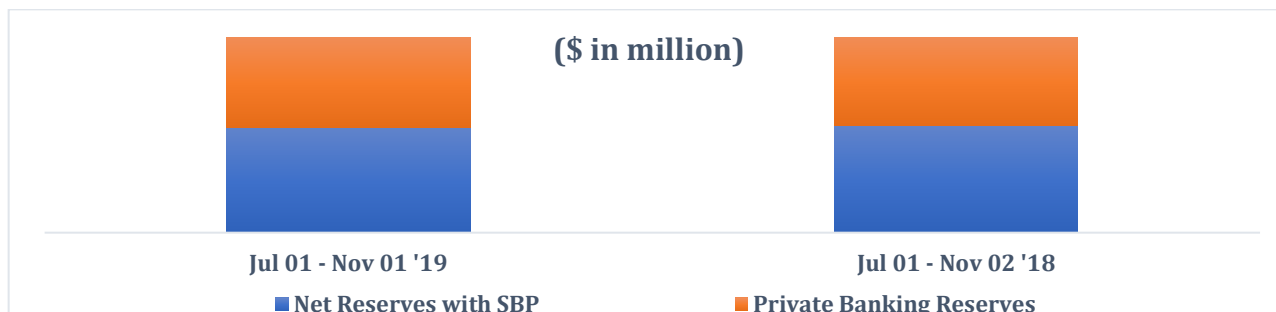 ($ in million)
Jul 01 - Nov 01 '19
Jul 01 - Nov 02 '18
Net Reserves with SBP
Private Banking Reserves